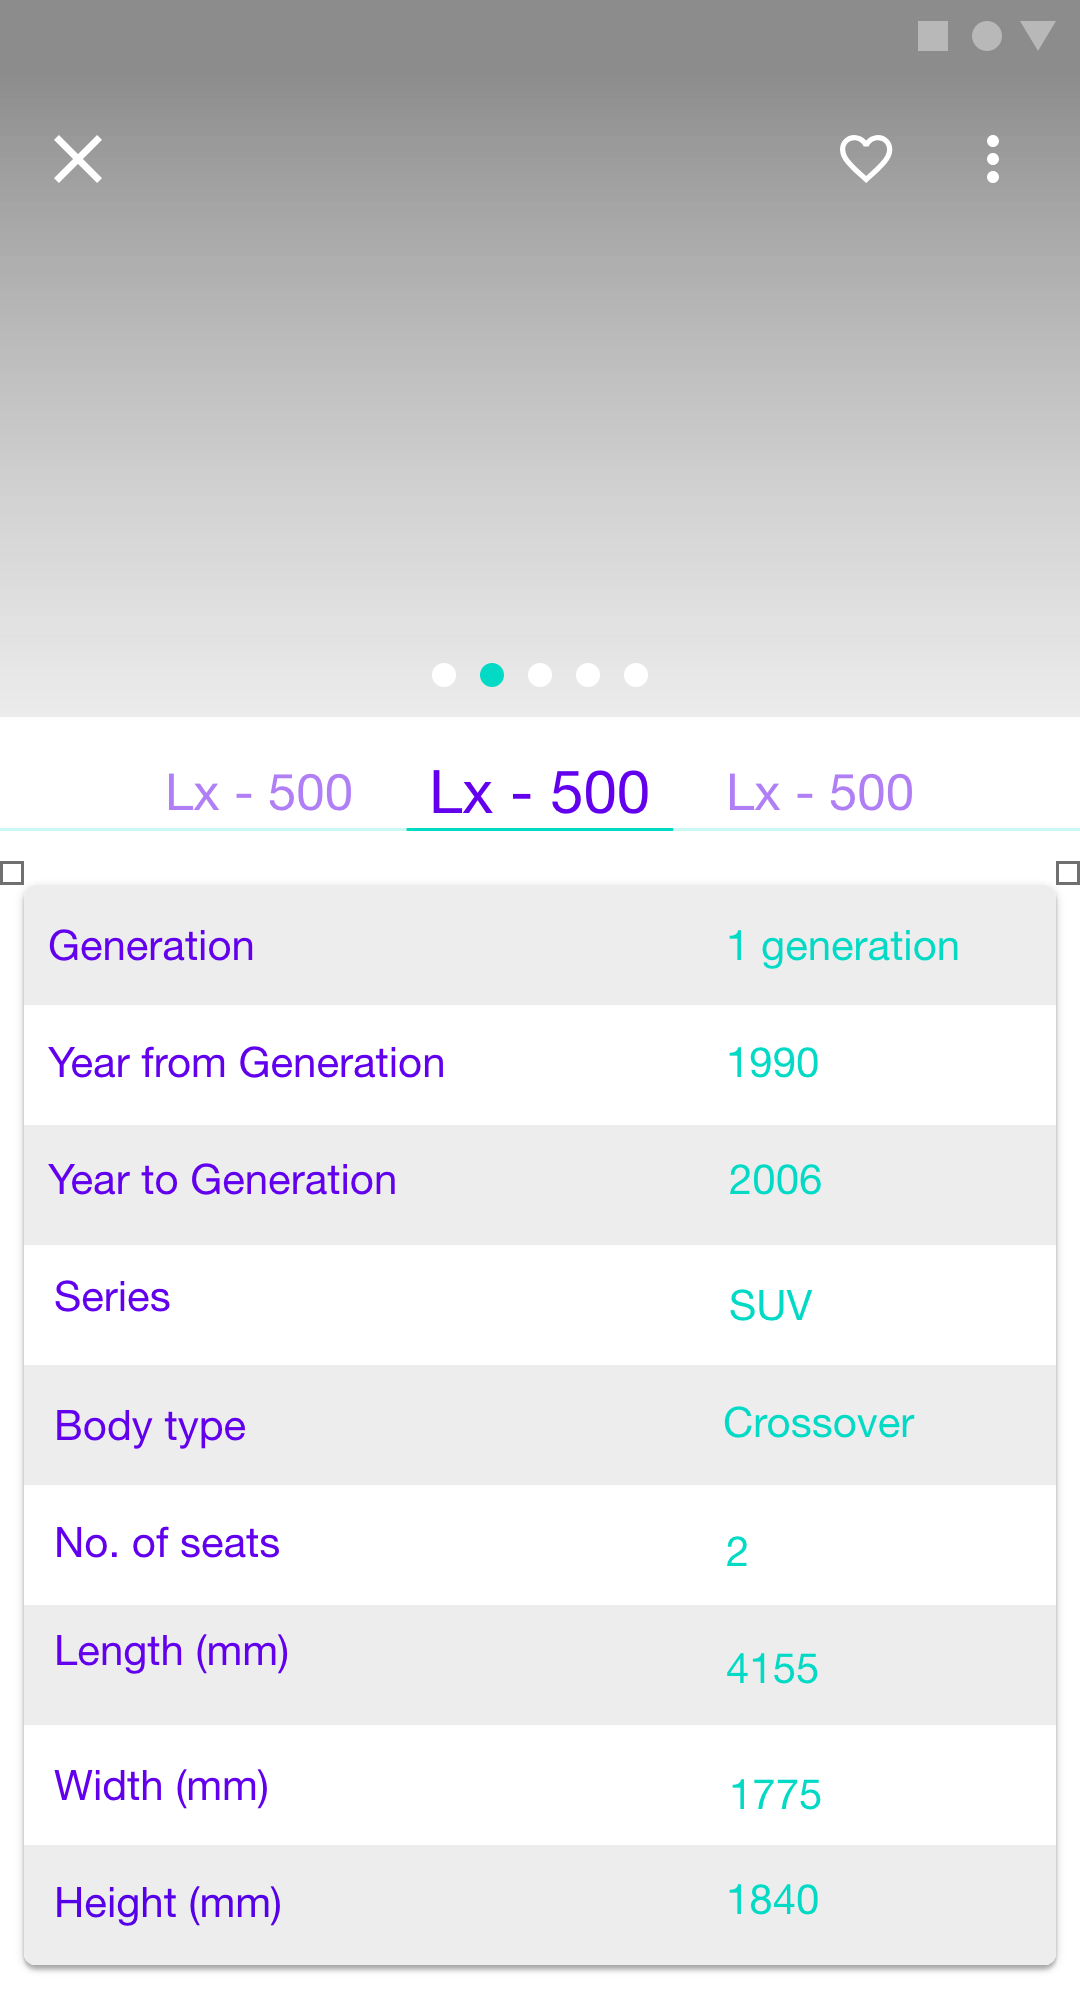 Lx - 500 Lx - 500 Lx - 500
Generation 1 generation
Year from Generation 1990
Year to Generation 2006
Series SUV
Body type Crossover
No. of seats 2
Length (mm) 4155
Width (mm) 1775
Height (mm) 1840